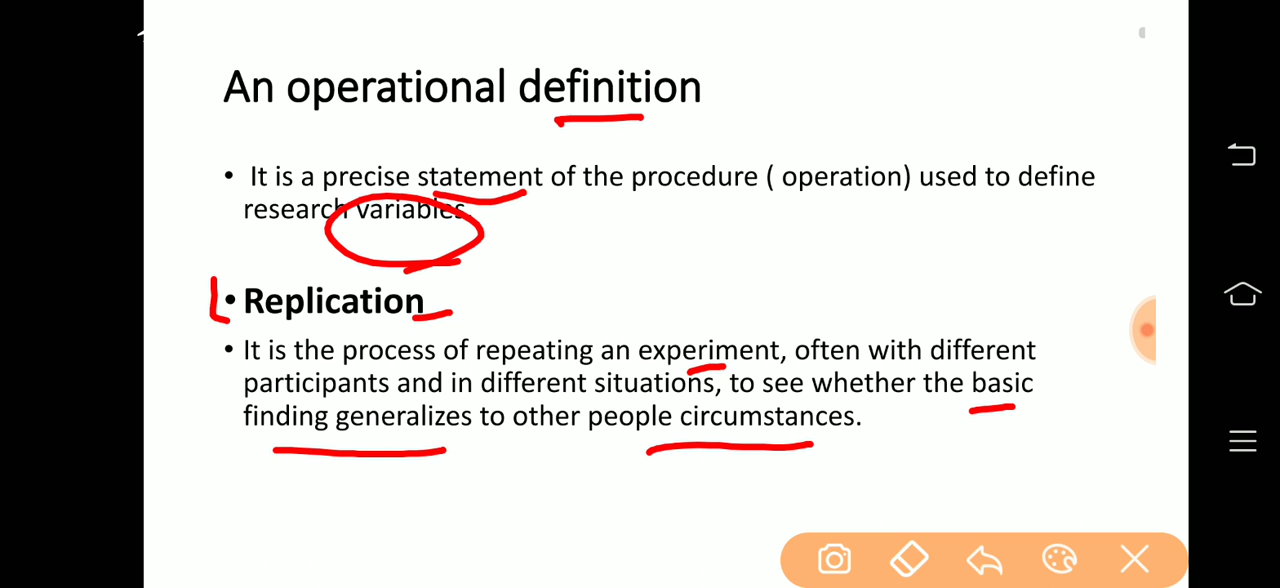 An operational definition
• It is a precise statement of the procedure ( operation) used to define
research variables.
• Replication
• It is the process of repeating an experiment, often with different
participants and in different situations, to see whether the basic
finding generalizes to other people circumstances.